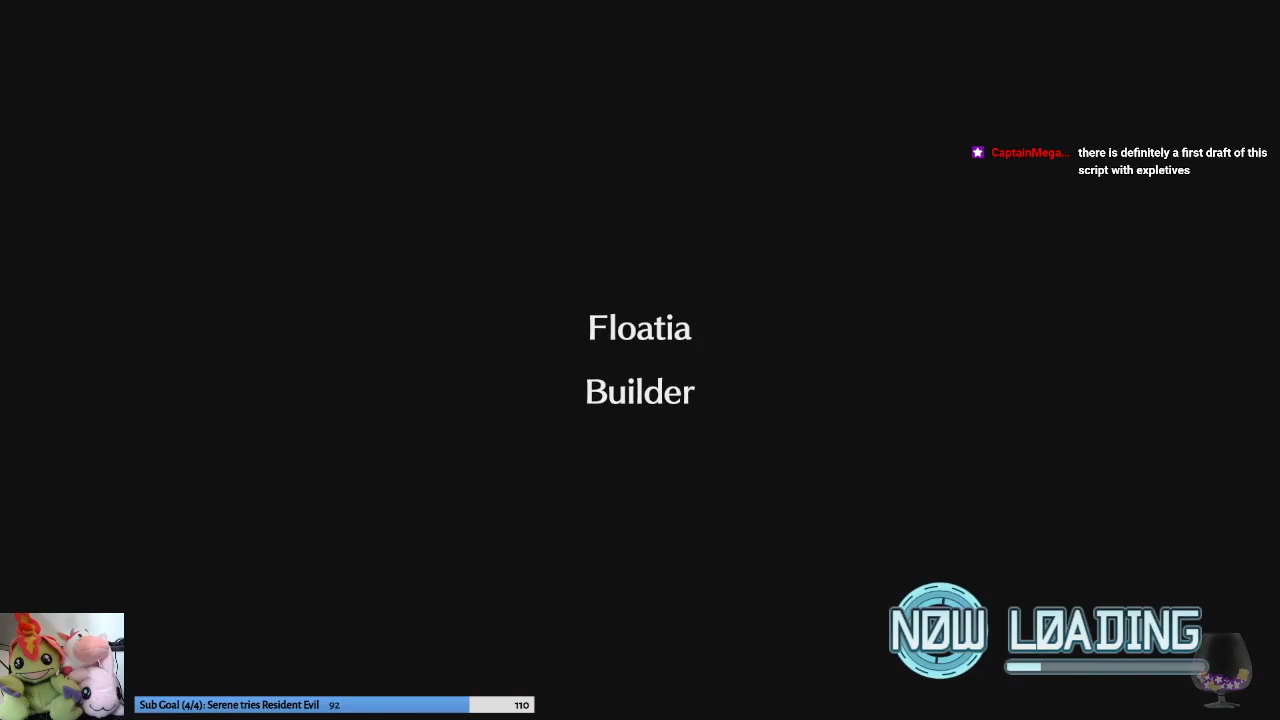 CaptainMega... there is definitely a first draft of this
script with expletives
Floatia
Builder
NOW LOADING
Sub Goal (4/4): Serene tries Resident Evil 92 110